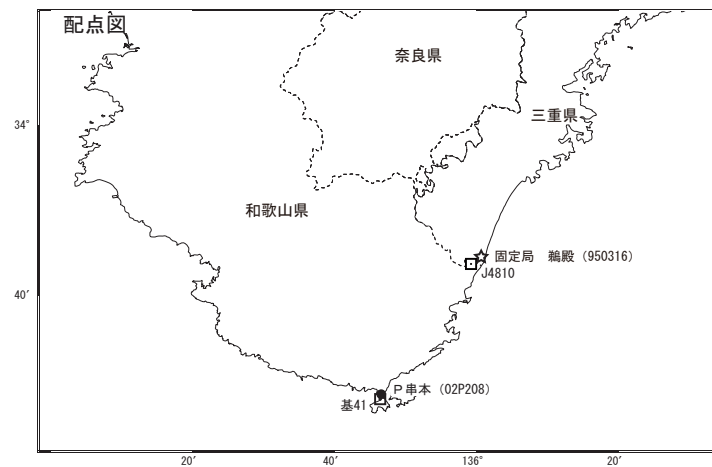 配点図
奈良県
三重県
34°
和歌山県
固定局 鵜殿(950316)
J4810
40′
P串本(02P208)
基41
20′
40′
136°
20′